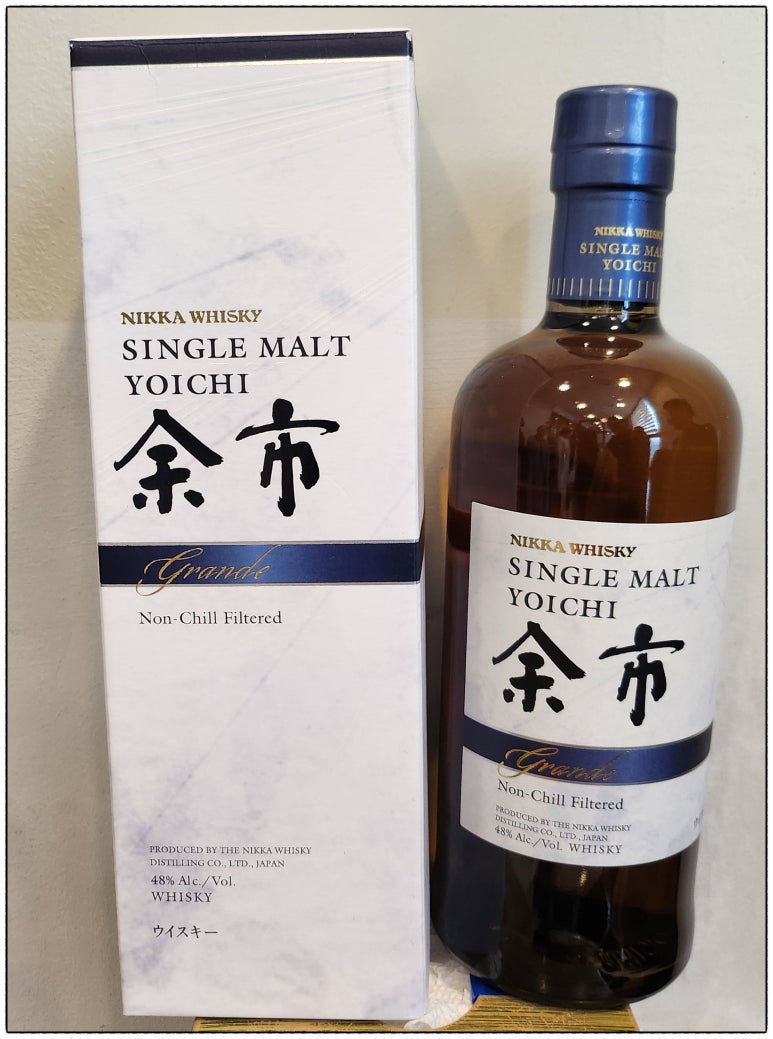 NIKKA WHISKY
SINGLE MALT
YOICHI
余市
Grande
Non-Chill Filtered
PRODUCED BY THE NIKKA WHISKY
DISTILLING CO., LTD., JAPAN
48% Alc./Vol.
WHISKY
ウイスキー
NIKKA WHISKY
SINGLE MAL
YOICHI
NIKKA WHISKY
SINGLE MALT
YOICHI
余市
Grande
Non-Chill Filtered
PRODUCED BY THE NIKKA WHISKY
DISTILLING CO., LTD., JAPAN
48% Alc./Vol. WHISKY